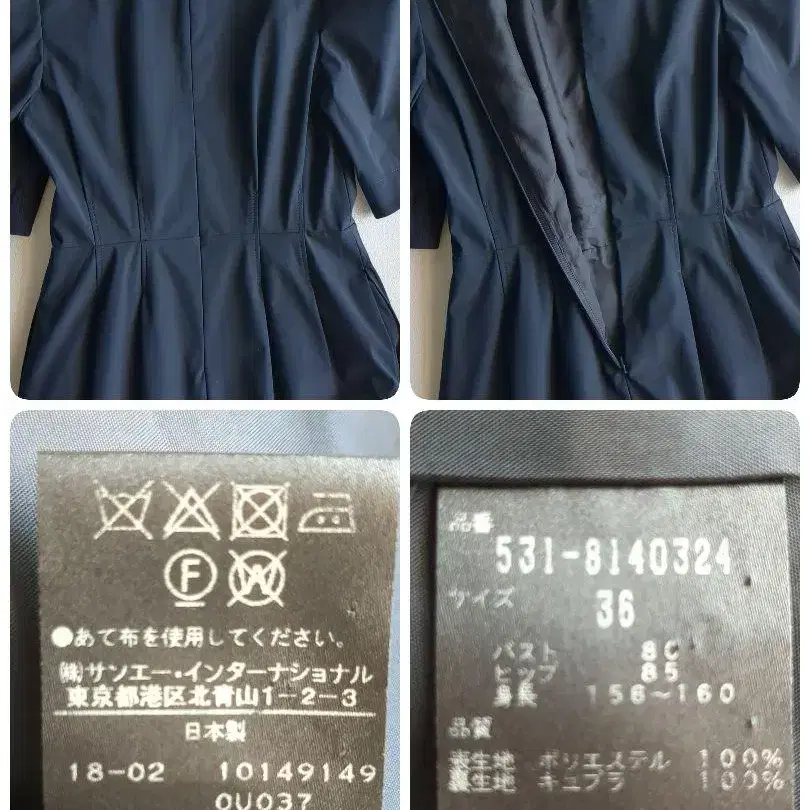 F
W
●あて布を使用してください。
㈱サンエー・インターナショナル
東京都港区北青山1-2-3
日本製
18-02 10149149
0U037
品番
531-8140324
サイズ
36
バスト
ヒップ 85
身長 156~160
品質
表生地 ポリエステル 100%
裏生地 キュプラ 100%